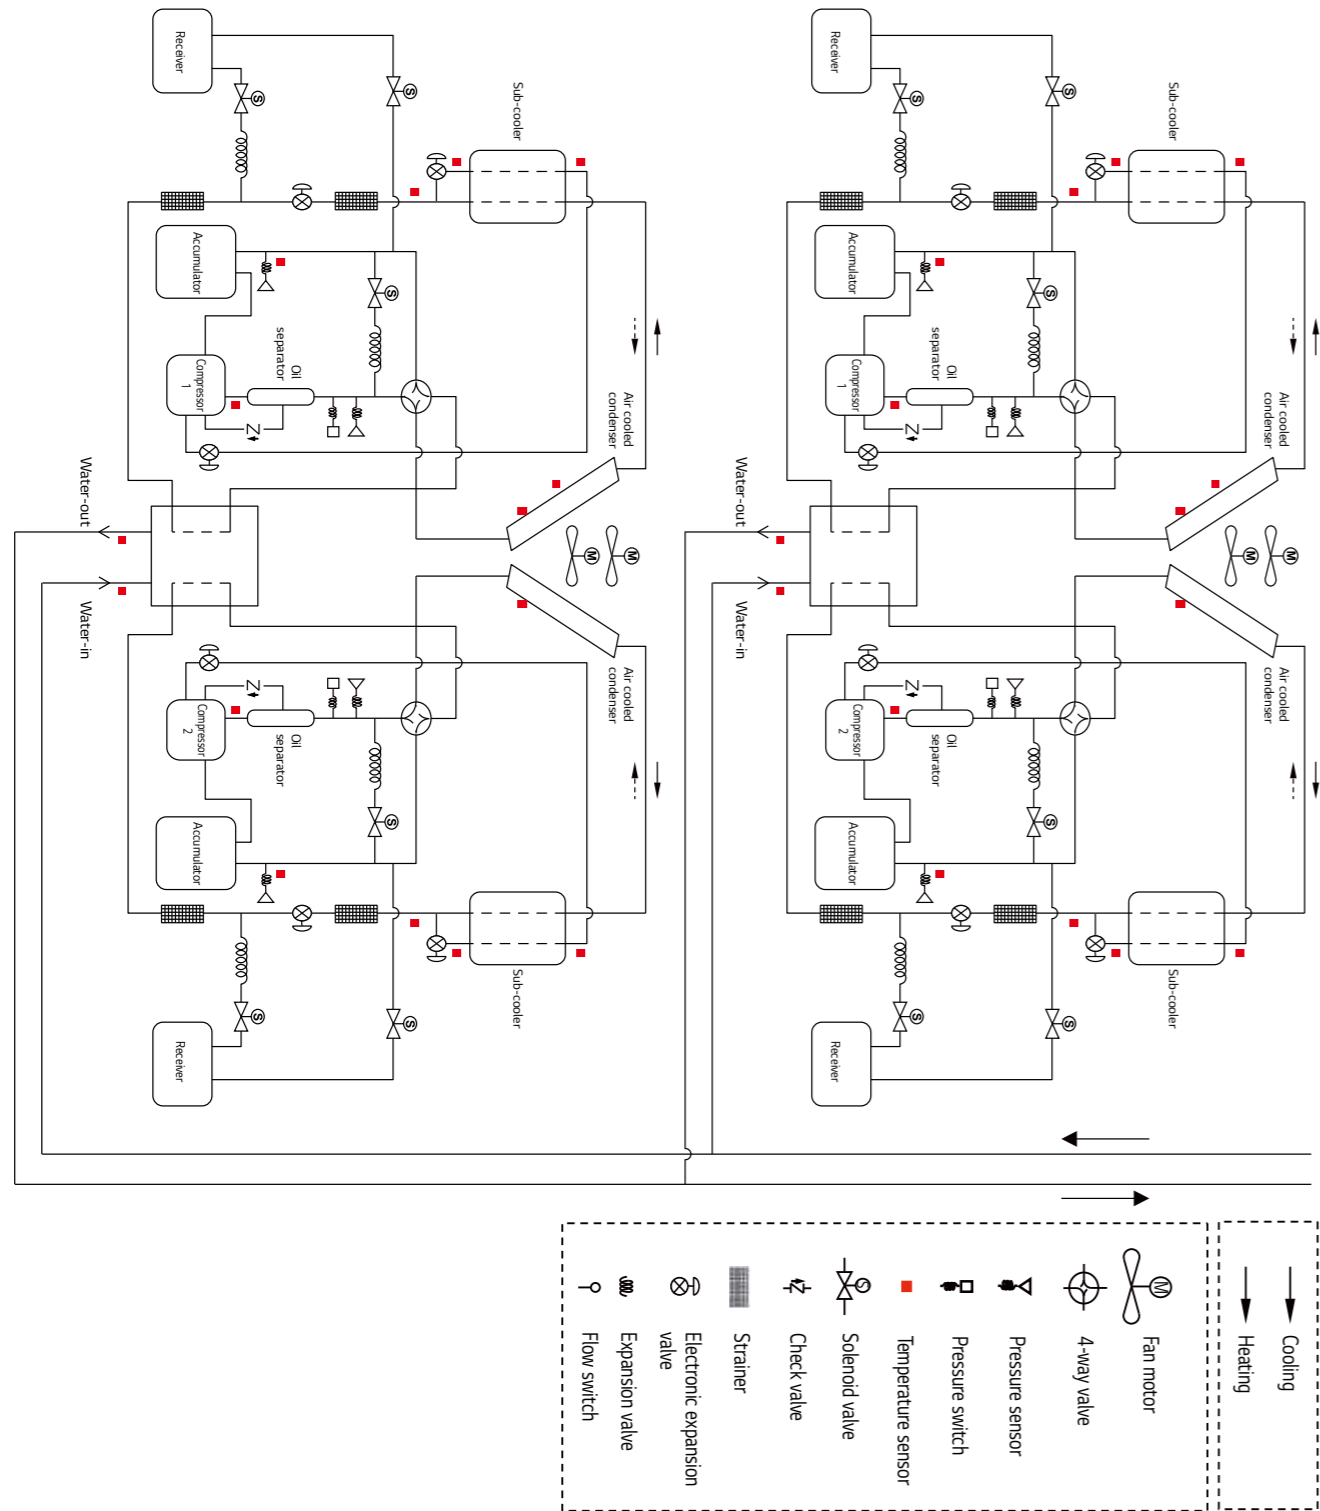 Receiver
Sub-cooler
Accumulator
Compressor
1
Oil
separator
Air cooled
condenser
S
S
S
M
M
Water-out
Water-in
Air cooled
condenser
Compressor
2
Oil
separator
Accumulator
Sub-cooler
Receiver
S
S
S
Receiver
Sub-cooler
Accumulator
Compressor
1
Oil
separator
Air cooled
condenser
S
S
S
M
M
Water-out
Water-in
Air cooled
condenser
Compressor
2
Oil
separator
Accumulator
Sub-cooler
Receiver
S
S
S
Cooling
Heating
M
Fan motor
4-way valve
Pressure sensor
Pressure switch
Temperature sensor
S
Solenoid valve
Check valve
Strainer
Electronic expansion
valve
Expansion valve
Flow switch